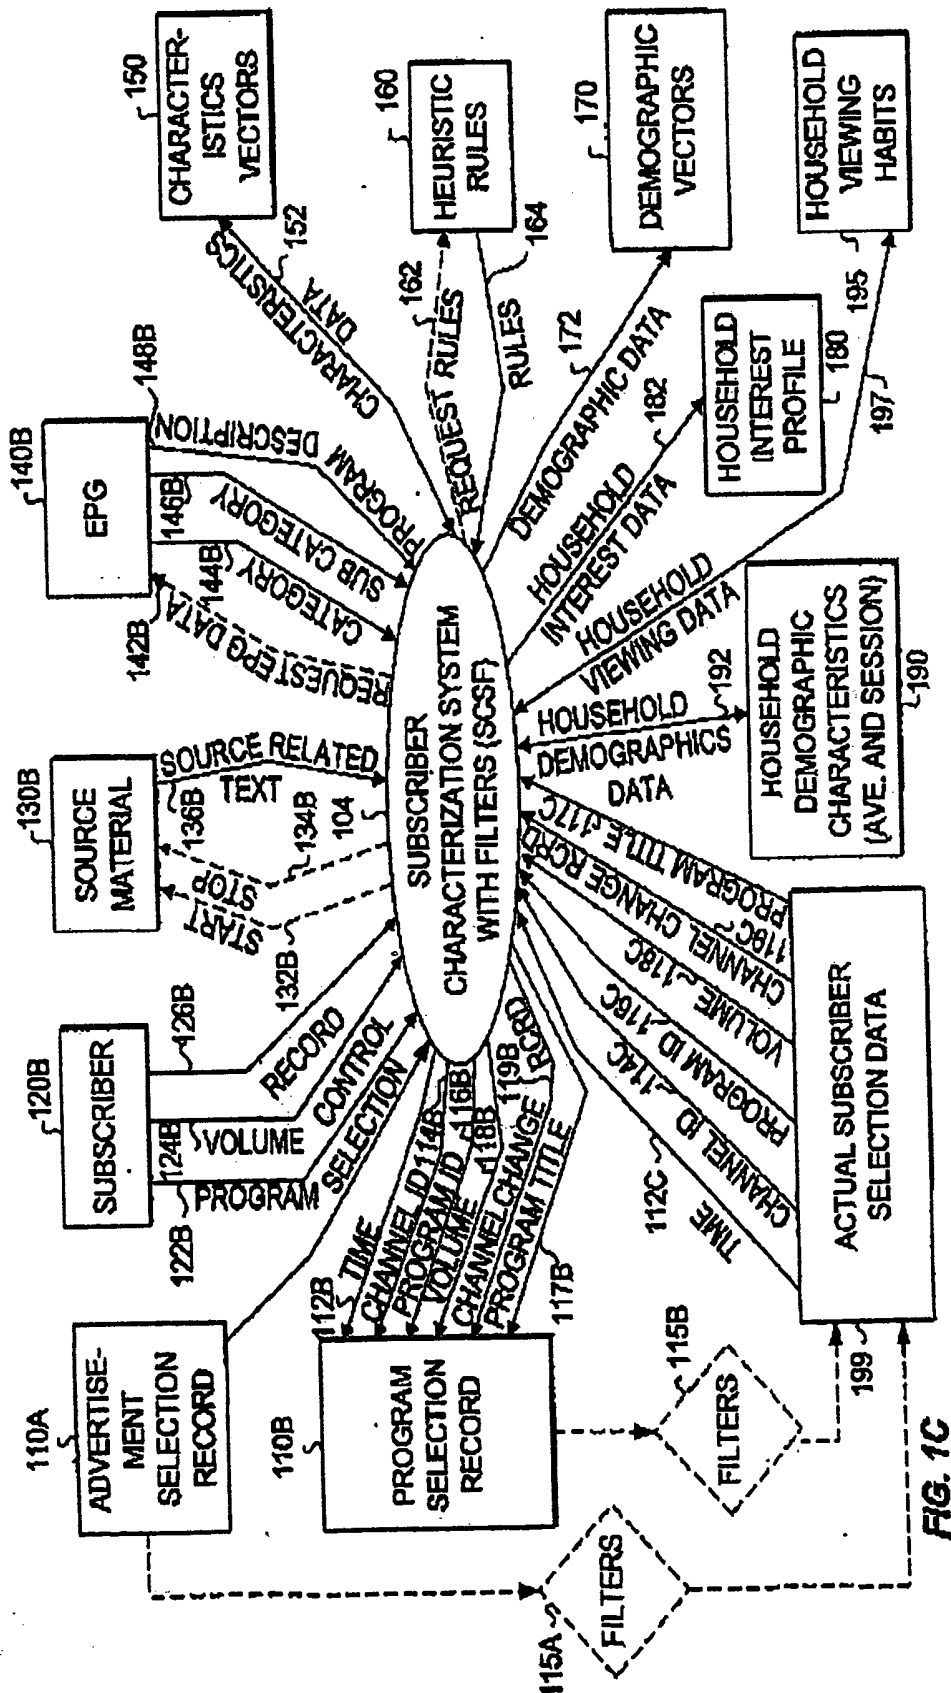 110A
ADVERTISE-
MENT
SELECTION
RECORD
120B
SUBSCRIBER
122B
124B
126B
PROGRAM
SELECTION
VOLUME
CONTROL
RECORD
130B
SOURCE
MATERIAL
START
STOP
132B
134B
136B
SOURCE RELATED
TEXT
140B
EPG
142B
144B
146B
148B
REQUEST EPG DATA
CATEGORY
SUB CATEGORY
PROGRAM
DESCRIPTION
150
CHARACTER-
ISTICS
VECTORS
152
CHARACTERISTICS
DATA
160
HEURISTIC
RULES
162
REQUEST RULES
164
RULES
104
SUBSCRIBER
CHARACTERIZATION SYSTEM
WITH FILTERS (SCSF)
110B
PROGRAM
SELECTION
RECORD
112B
TIME
CHANNEL ID 114B
PROGRAM ID 116B
VOLUME 118B
CHANNEL CHANGE RCRD
119B
PROGRAM TITLE
117B
170
DEMOGRAPHIC
VECTORS
172
DEMOGRAPHIC DATA
HOUSEHOLD
INTEREST DATA
182
HOUSEHOLD
INTEREST
PROFILE
180
HOUSEHOLD
VIEWING DATA
195
197
HOUSEHOLD
VIEWING
HABITS
HOUSEHOLD
DEMOGRAPHICS
DATA
192
HOUSEHOLD
DEMOGRAPHIC
CHARACTERISTICS
(AVE. AND SESSION)
190
112C
TIME
CHANNEL ID 114C
PROGRAM ID 116C
VOLUME 118C
CHANNEL CHANGE RCRD
119C
PROGRAM TITLE 117C
ACTUAL SUBSCRIBER
SELECTION DATA
199
115A
FILTERS
115B
FILTERS
FIG. 1C